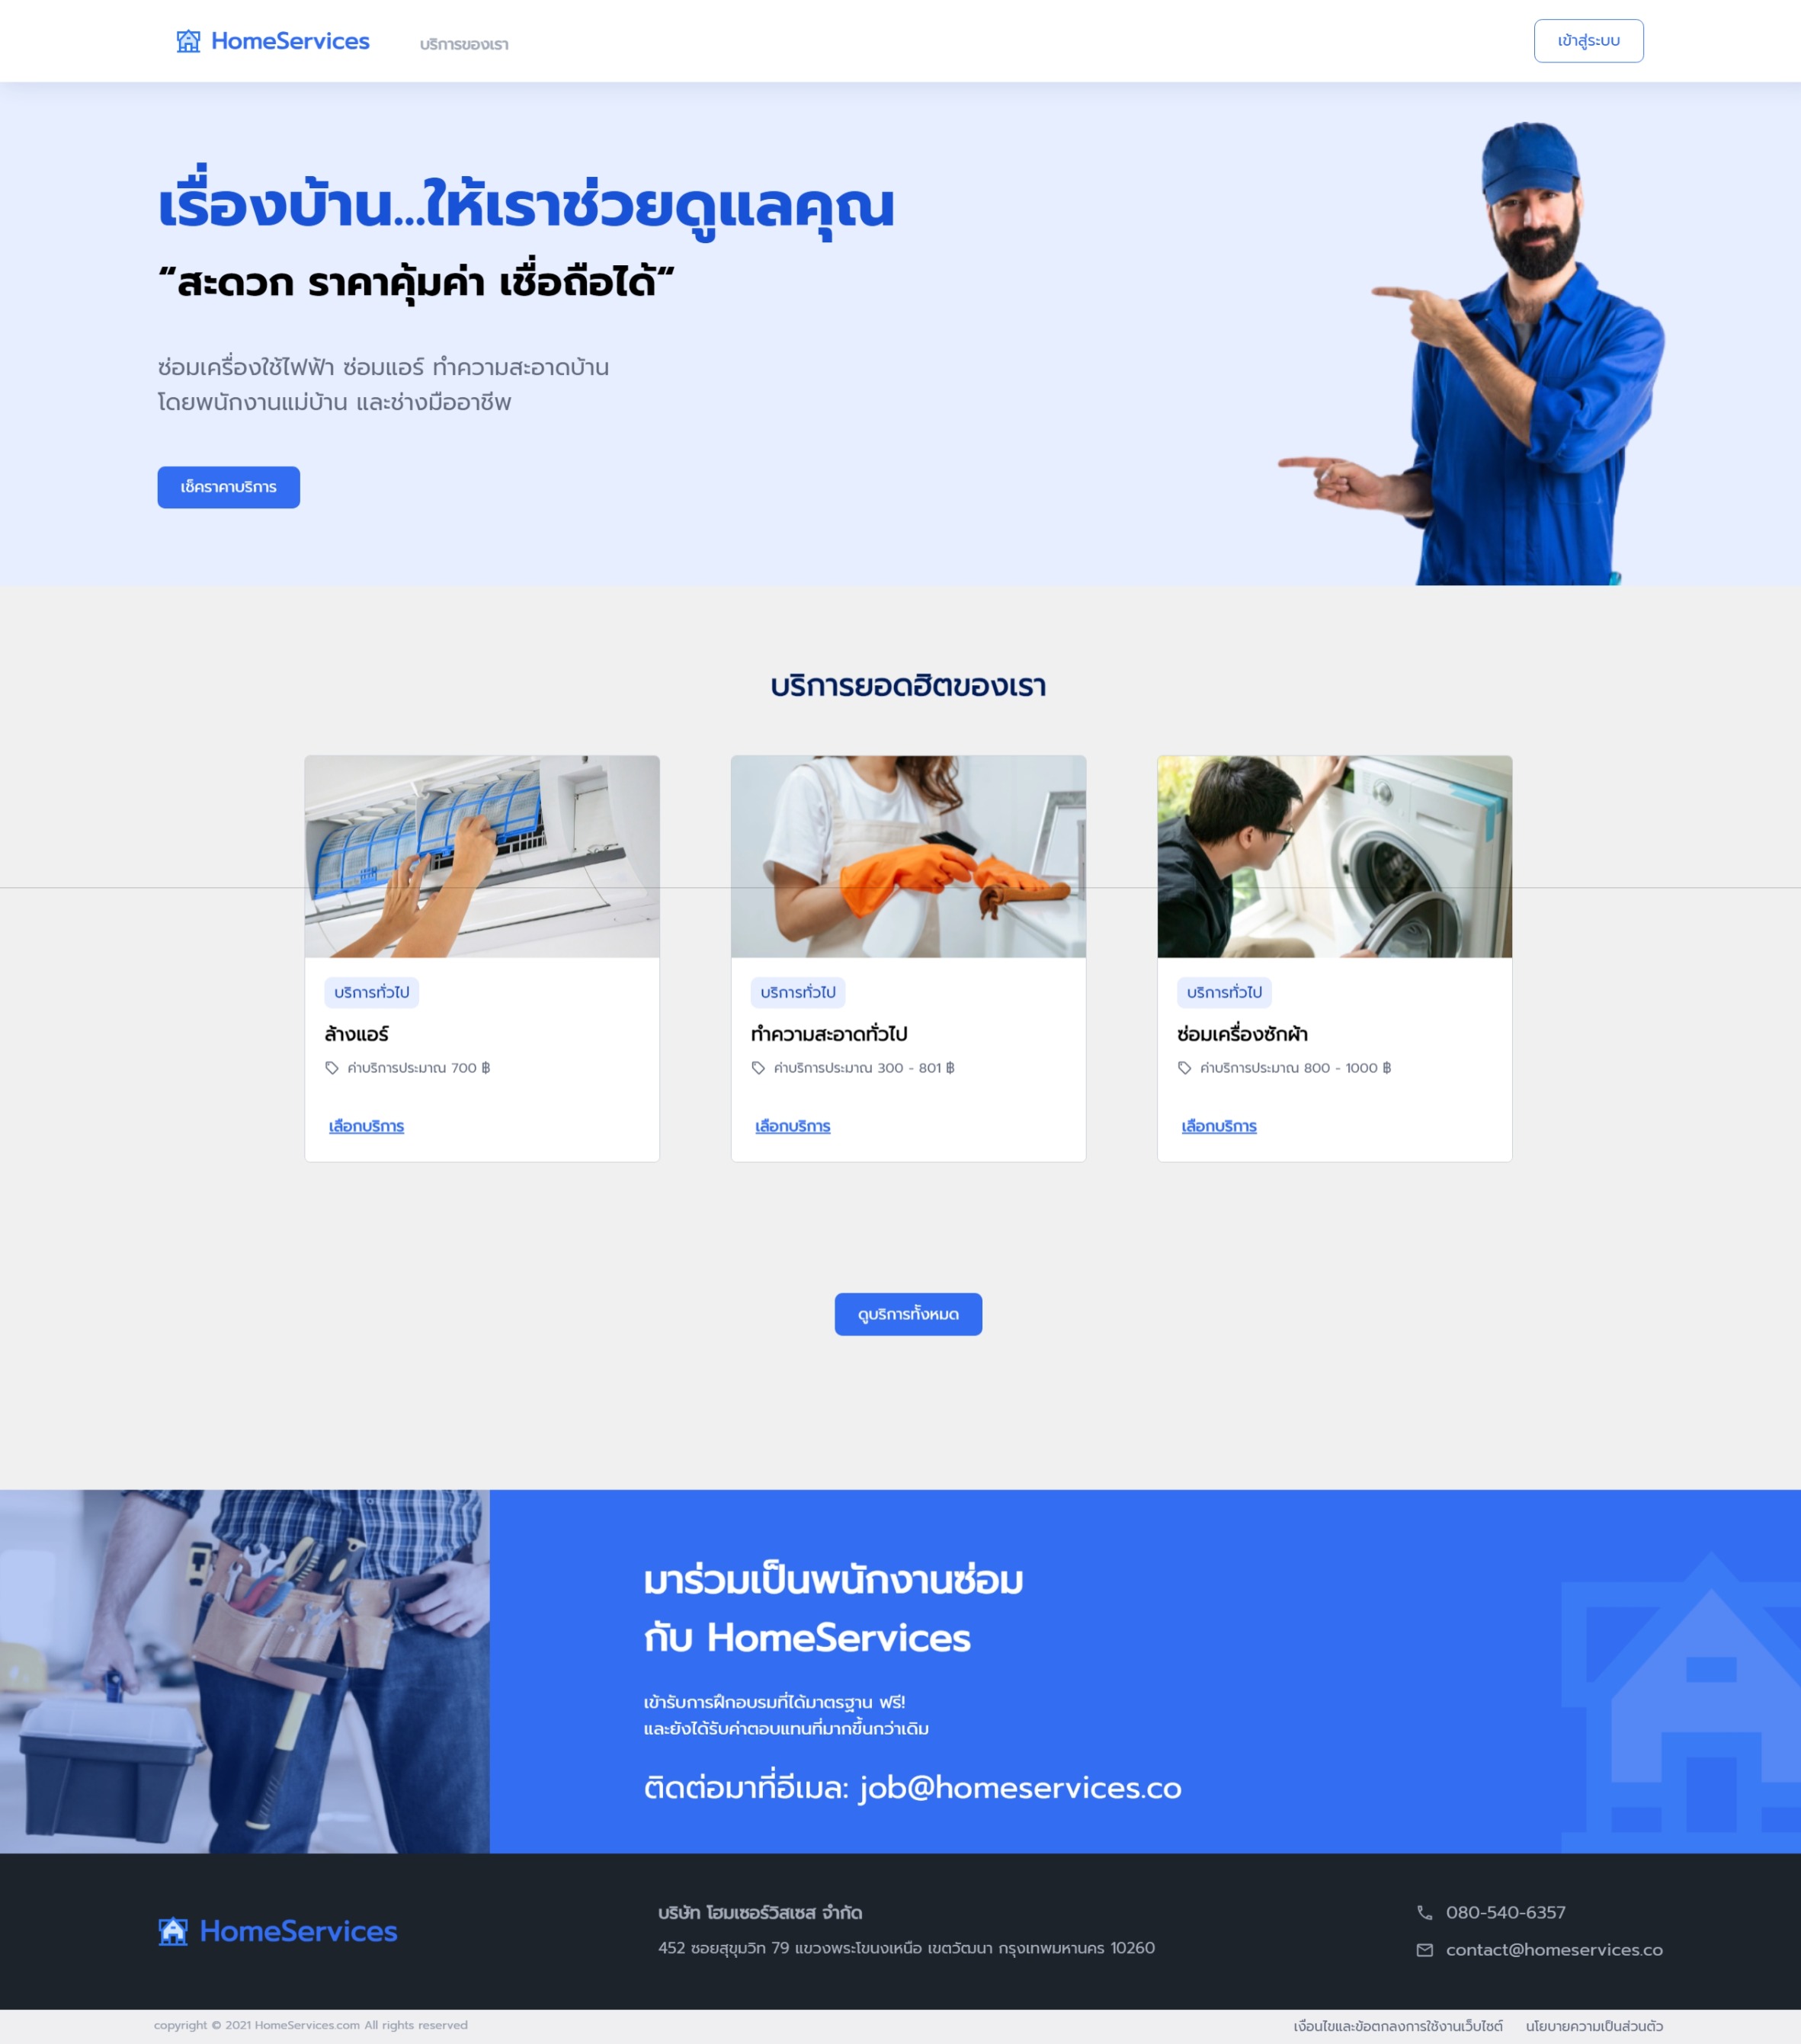 HomeServices
บริการของเรา
เข้าสู่ระบบ
เรื่องบ้าน...ให้เราช่วยดูแลคุณ
“สะดวก ราคาคุ้มค่า เชื่อถือได้“
ซ่อมเครื่องใช้ไฟฟ้า ซ่อมแอร์ ทำความสะอาดบ้าน
โดยพนักงานแม่บ้าน และช่างมืออาชีพ
เช็คราคาบริการ
บริการยอดฮิตของเรา
บริการทั่วไป
ล้างแอร์
ค่าบริการประมาณ 700 ฿
เลือกบริการ
บริการทั่วไป
ทำความสะอาดทั่วไป
ค่าบริการประมาณ 300 - 801 ฿
เลือกบริการ
บริการทั่วไป
ซ่อมเครื่องซักผ้า
ค่าบริการประมาณ 800 - 1000 ฿
เลือกบริการ
ดูบริการทั้งหมด
มาร่วมเป็นพนักงานซ่อม
กับ HomeServices
เข้ารับการฝึกอบรมที่ได้มาตรฐาน ฟรี!
และยังได้รับค่าตอบแทนที่มากขึ้นกว่าเดิม
ติดต่อมาที่อีเมล: job@homeservices.co
HomeServices
บริษัท โฮมเซอร์วิสเซส จำกัด
452 ซอยสุขุมวิท 79 แขวงพระโขนงเหนือ เขตวัฒนา กรุงเทพมหานคร 10260
080-540-6357
contact@homeservices.co
copyright © 2021 HomeServices.com All rights reserved
เงื่อนไขและข้อตกลงการใช้งานเว็บไซต์
นโยบายความเป็นส่วนตัว